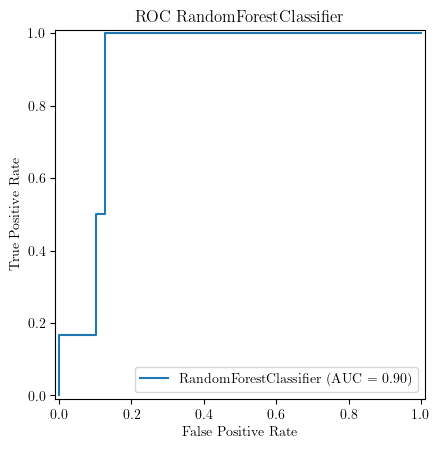 ROC RandomForestClassifier
True Positive Rate
1.0
0.8
0.6
0.4
0.2
0.0
RandomForestClassifier (AUC = 0.90)
0.0 0.2 0.4 0.6 0.8 1.0
False Positive Rate